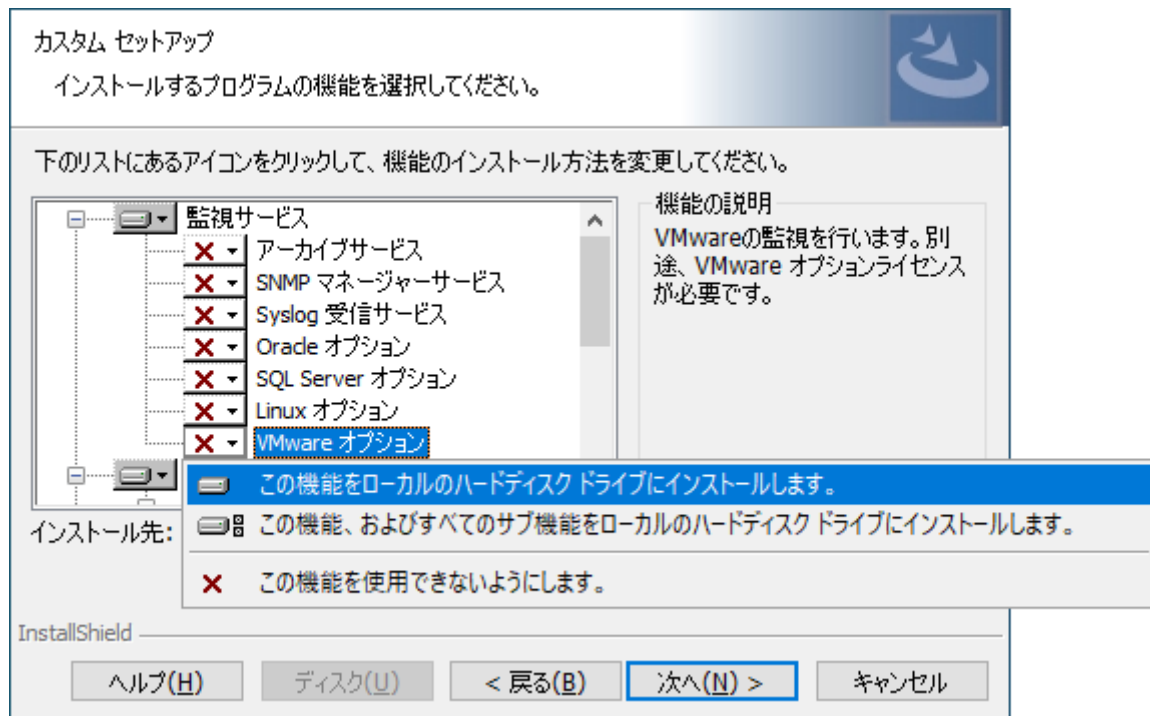 カスタム セットアップ
インストールするプログラムの機能を選択してください。
下のリストにあるアイコンをクリックして、機能のインストール方法を変更してください。
監視サービス
アーカイブサービス
SNMP マネージャーサービス
Syslog 受信サービス
Oracle オプション
SQL Server オプション
Linux オプション
VMware オプション
機能の説明
VMwareの監視を行います。別
途、VMware オプションライセンス
が必要です。
この機能をローカルのハードディスク ドライブにインストールします。
この機能、およびすべてのサブ機能をローカルのハードディスク ドライブにインストールします。
この機能を使用できないようにします。
インストール先:
InstallShield
ヘルプ(H)
ディスク(U)
< 戻る(B)
次へ(N) >
キャンセル